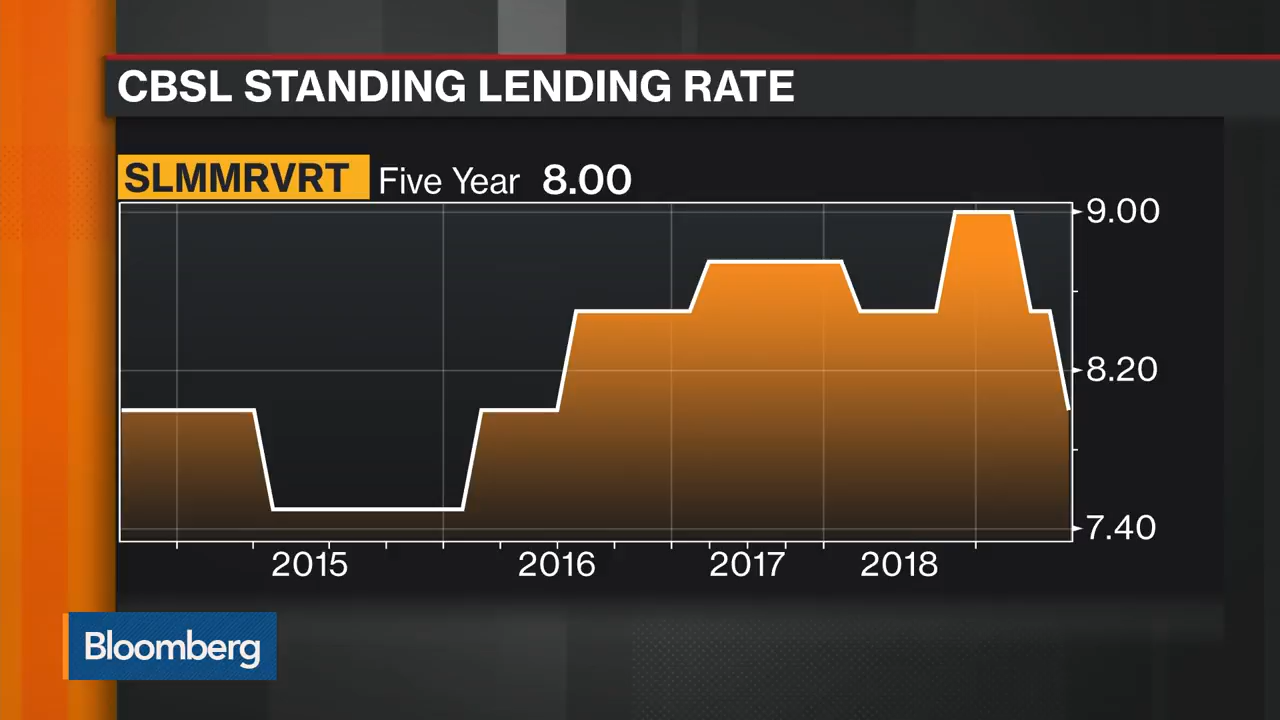 CBSL STANDING LENDING RATE
SLMMRVRT Five Year 8.00
9.00
8.20
7.40
2015 2016 2017 2018
Bloomberg